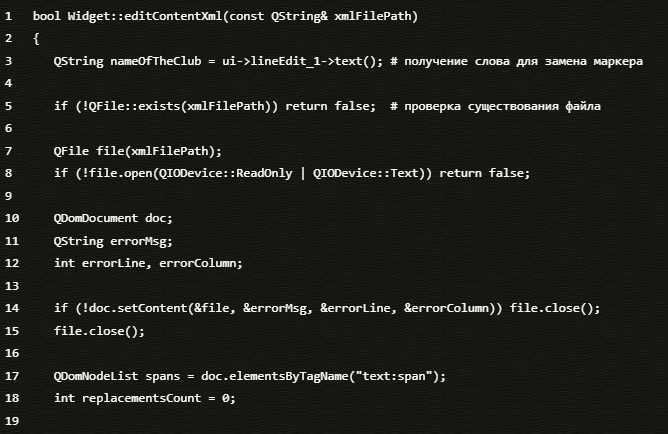 1 bool Widget::editContentXml(const QString& xmlFilePath)
2 {
3 QString nameOfTheClub = ui->lineEdit_1->text(); # получение слова для замена маркера
4
5 if (!QFile::exists(xmlFilePath)) return false; # проверка существования файла
6
7 QFile file(xmlFilePath);
8 if (!file.open(QIODevice::ReadOnly | QIODevice::Text)) return false;
9
10 QDomDocument doc;
11 QString errorMsg;
12 int errorLine, errorColumn;
13
14 if (!doc.setContent(&file, &errorMsg, &errorLine, &errorColumn)) file.close();
15 file.close();
16
17 QDomNodeList spans = doc.elementsByTagName("text:span");
18 int replacementsCount = 0;
19